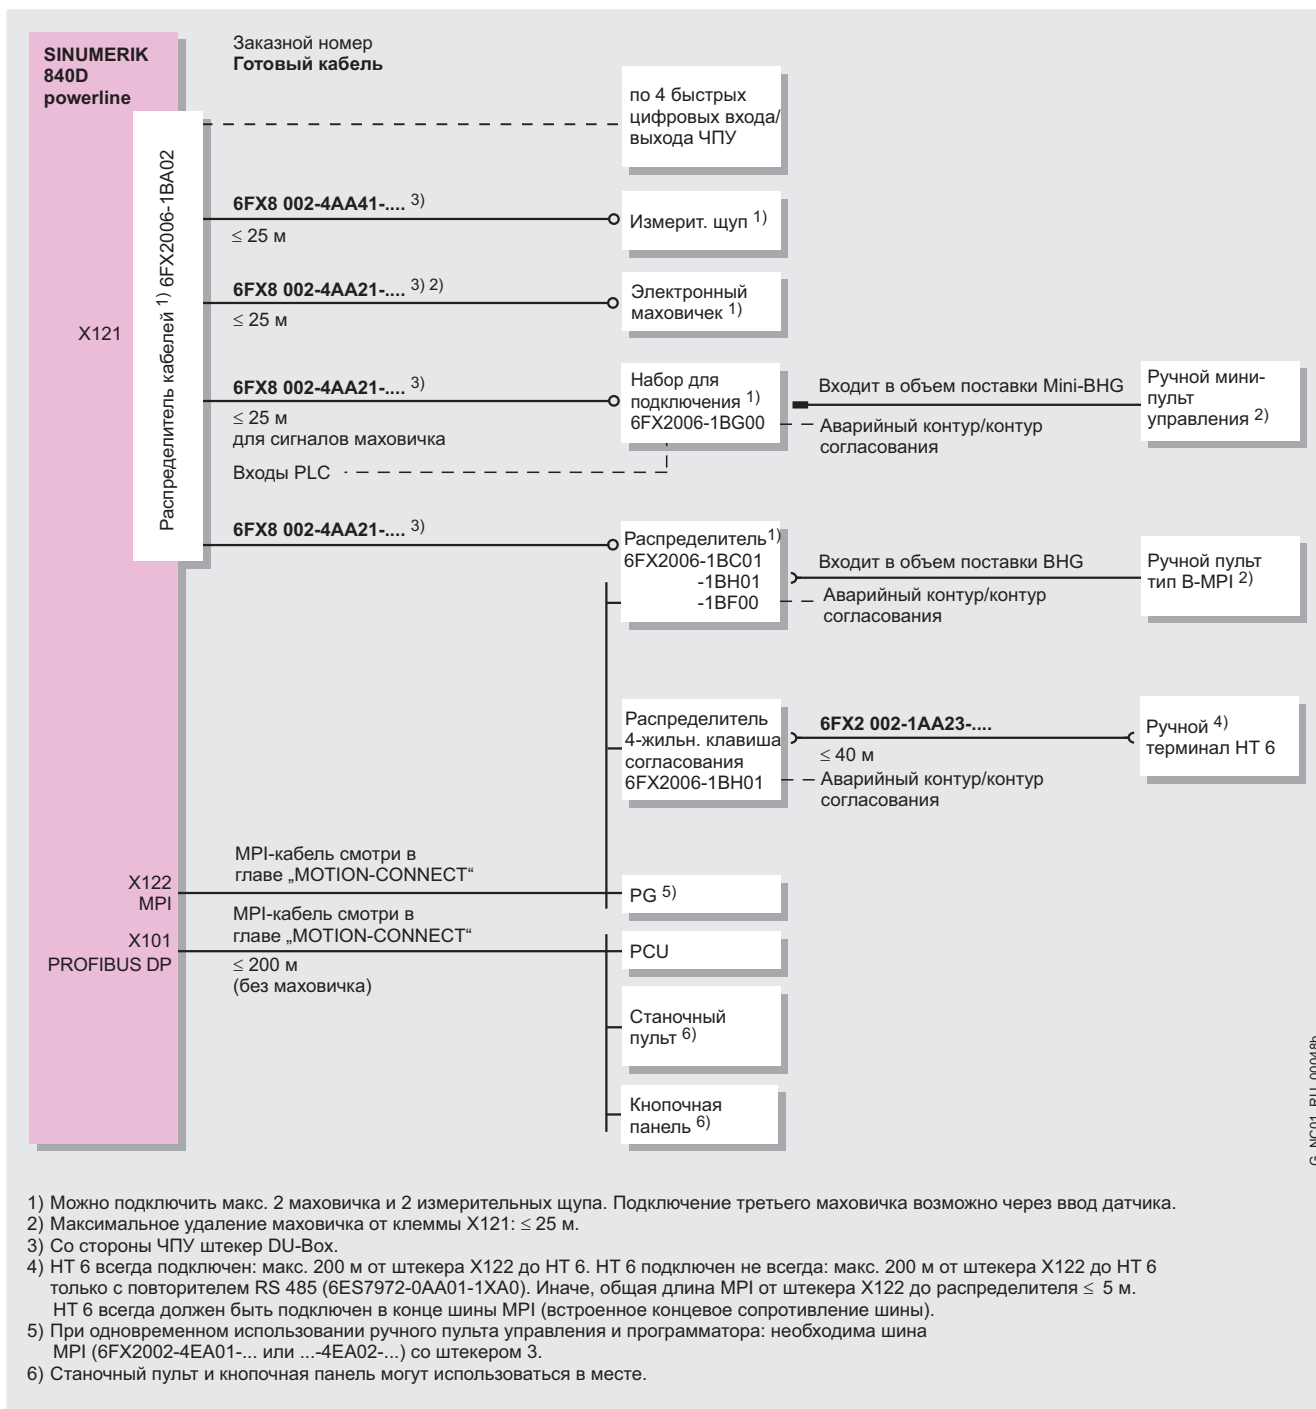 SINUMERIK
840D
powerline
Заказной номер
Готовый кабель
по 4 быстрых
цифровых входа/
выхода ЧПУ
Распределитель кабелей 1) 6FX2006-1BA02
X121
6FX8 002-4AA41-.... 3)
≤ 25 м
Измерит. щуп 1)
6FX8 002-4AA21-.... 3) 2)
≤ 25 м
Электронный
маховичек 1)
6FX8 002-4AA21-.... 3)
≤ 25 м
для сигналов маховичка
Входы PLC
Набор для
подключения 1)
6FX2006-1BG00
Входит в объем поставки Mini-BHG
Аварийный контур/контур
согласования
Ручной мини-
пульт
управления 2)
6FX8 002-4AA21-.... 3)
Распределитель1)
6FX2006-1BC01
-1BH01
-1BF00
Входит в объем поставки BHG
Аварийный контур/контур
согласования
Ручной пульт
тип B-MPI 2)
Распределитель
4-жильн. клавиша
согласования
6FX2006-1BH01
6FX2 002-1AA23-....
≤ 40 м
Аварийный контур/контур
согласования
Ручной 4)
терминал HT 6
X122
MPI
MPI-кабель смотри в
главе „MOTION-CONNECT“
PG 5)
X101
PROFIBUS DP
MPI-кабель смотри в
главе „MOTION-CONNECT“
≤ 200 м
(без маховичка)
PCU
Станочный
пульт 6)
Кнопочная
панель 6)
G_NC01_RU_00048b
1) Можно подключить макс. 2 маховичка и 2 измерительных щупа. Подключение третьего маховичка возможно через ввод датчика.
2) Максимальное удаление маховичка от клеммы X121: ≤ 25 м.
3) Со стороны ЧПУ штекер DU-Box.
4) HT 6 всегда подключен: макс. 200 м от штекера X122 до HT 6. HT 6 подключен не всегда: макс. 200 м от штекера X122 до HT 6
только с повторителем RS 485 (6ES7972-0AA01-1XA0). Иначе, общая длина MPI от штекера X122 до распределителя ≤ 5 м.
HT 6 всегда должен быть подключен в конце шины MPI (встроенное концевое сопротивление шины).
5) При одновременном использовании ручного пульта управления и программатора: необходима шина
MPI (6FX2002-4EA01-... или ...-4EA02-...) со штекером 3.
6) Станочный пульт и кнопочная панель могут использоваться в месте.